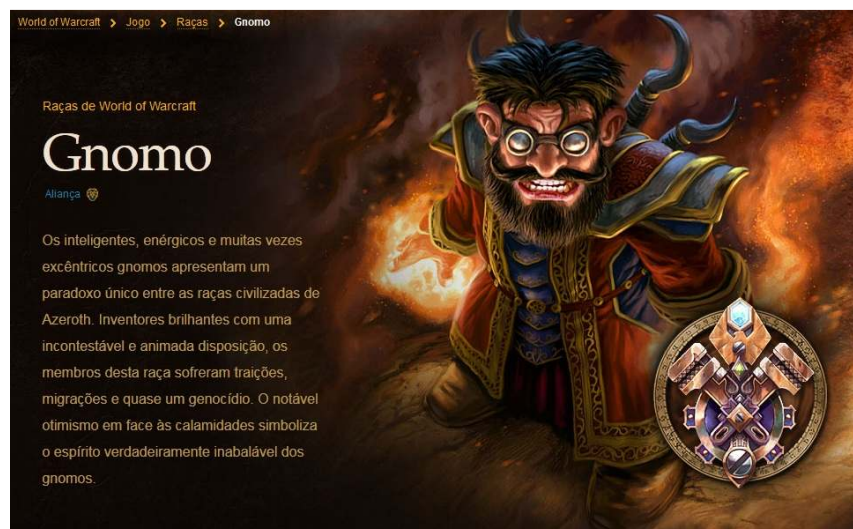 World of Warcraft > Jogo > Raças > Gnomo
Raças de World of Warcraft
Gnomo
Aliança
Os inteligentes, enérgicos e muitas vezes
excêntricos gnomos apresentam um
paradoxo único entre as raças civilizadas de
Azeroth. Inventores brilhantes com uma
incontestável e animada disposição, os
membros desta raça sofreram traições,
migrações e quase um genocídio. O notável
otimismo em face às calamidades simboliza
o espírito verdadeiramente inabalável dos
gnomos.